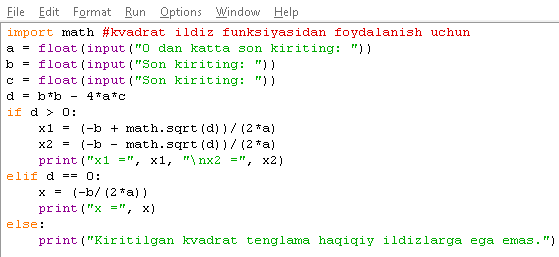 File Edit Format Run Options Window Help
import math #kvadrat ildiz funksiyasidan foydalanish uchun
a = float(input("0 dan katta son kiriting: "))
b = float(input("Son kiriting: "))
c = float(input("Son kiriting: "))
d = b*b - 4*a*c
if d > 0:
    x1 = (-b + math.sqrt(d))/(2*a)
    x2 = (-b - math.sqrt(d))/(2*a)
    print("x1 =", x1, "\nx2 =", x2)
elif d == 0:
    x = (-b/(2*a))
    print("x =", x)
else:
    print("Kiritilgan kvadrat tenglama haqiqiy ildizlarga ega emas.")